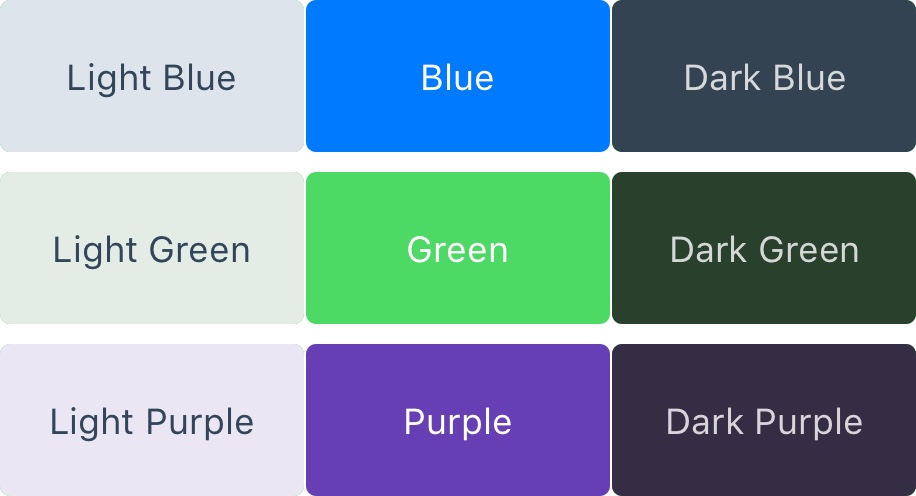 Light Blue
Blue
Dark Blue
Light Green
Green
Dark Green
Light Purple
Purple
Dark Purple